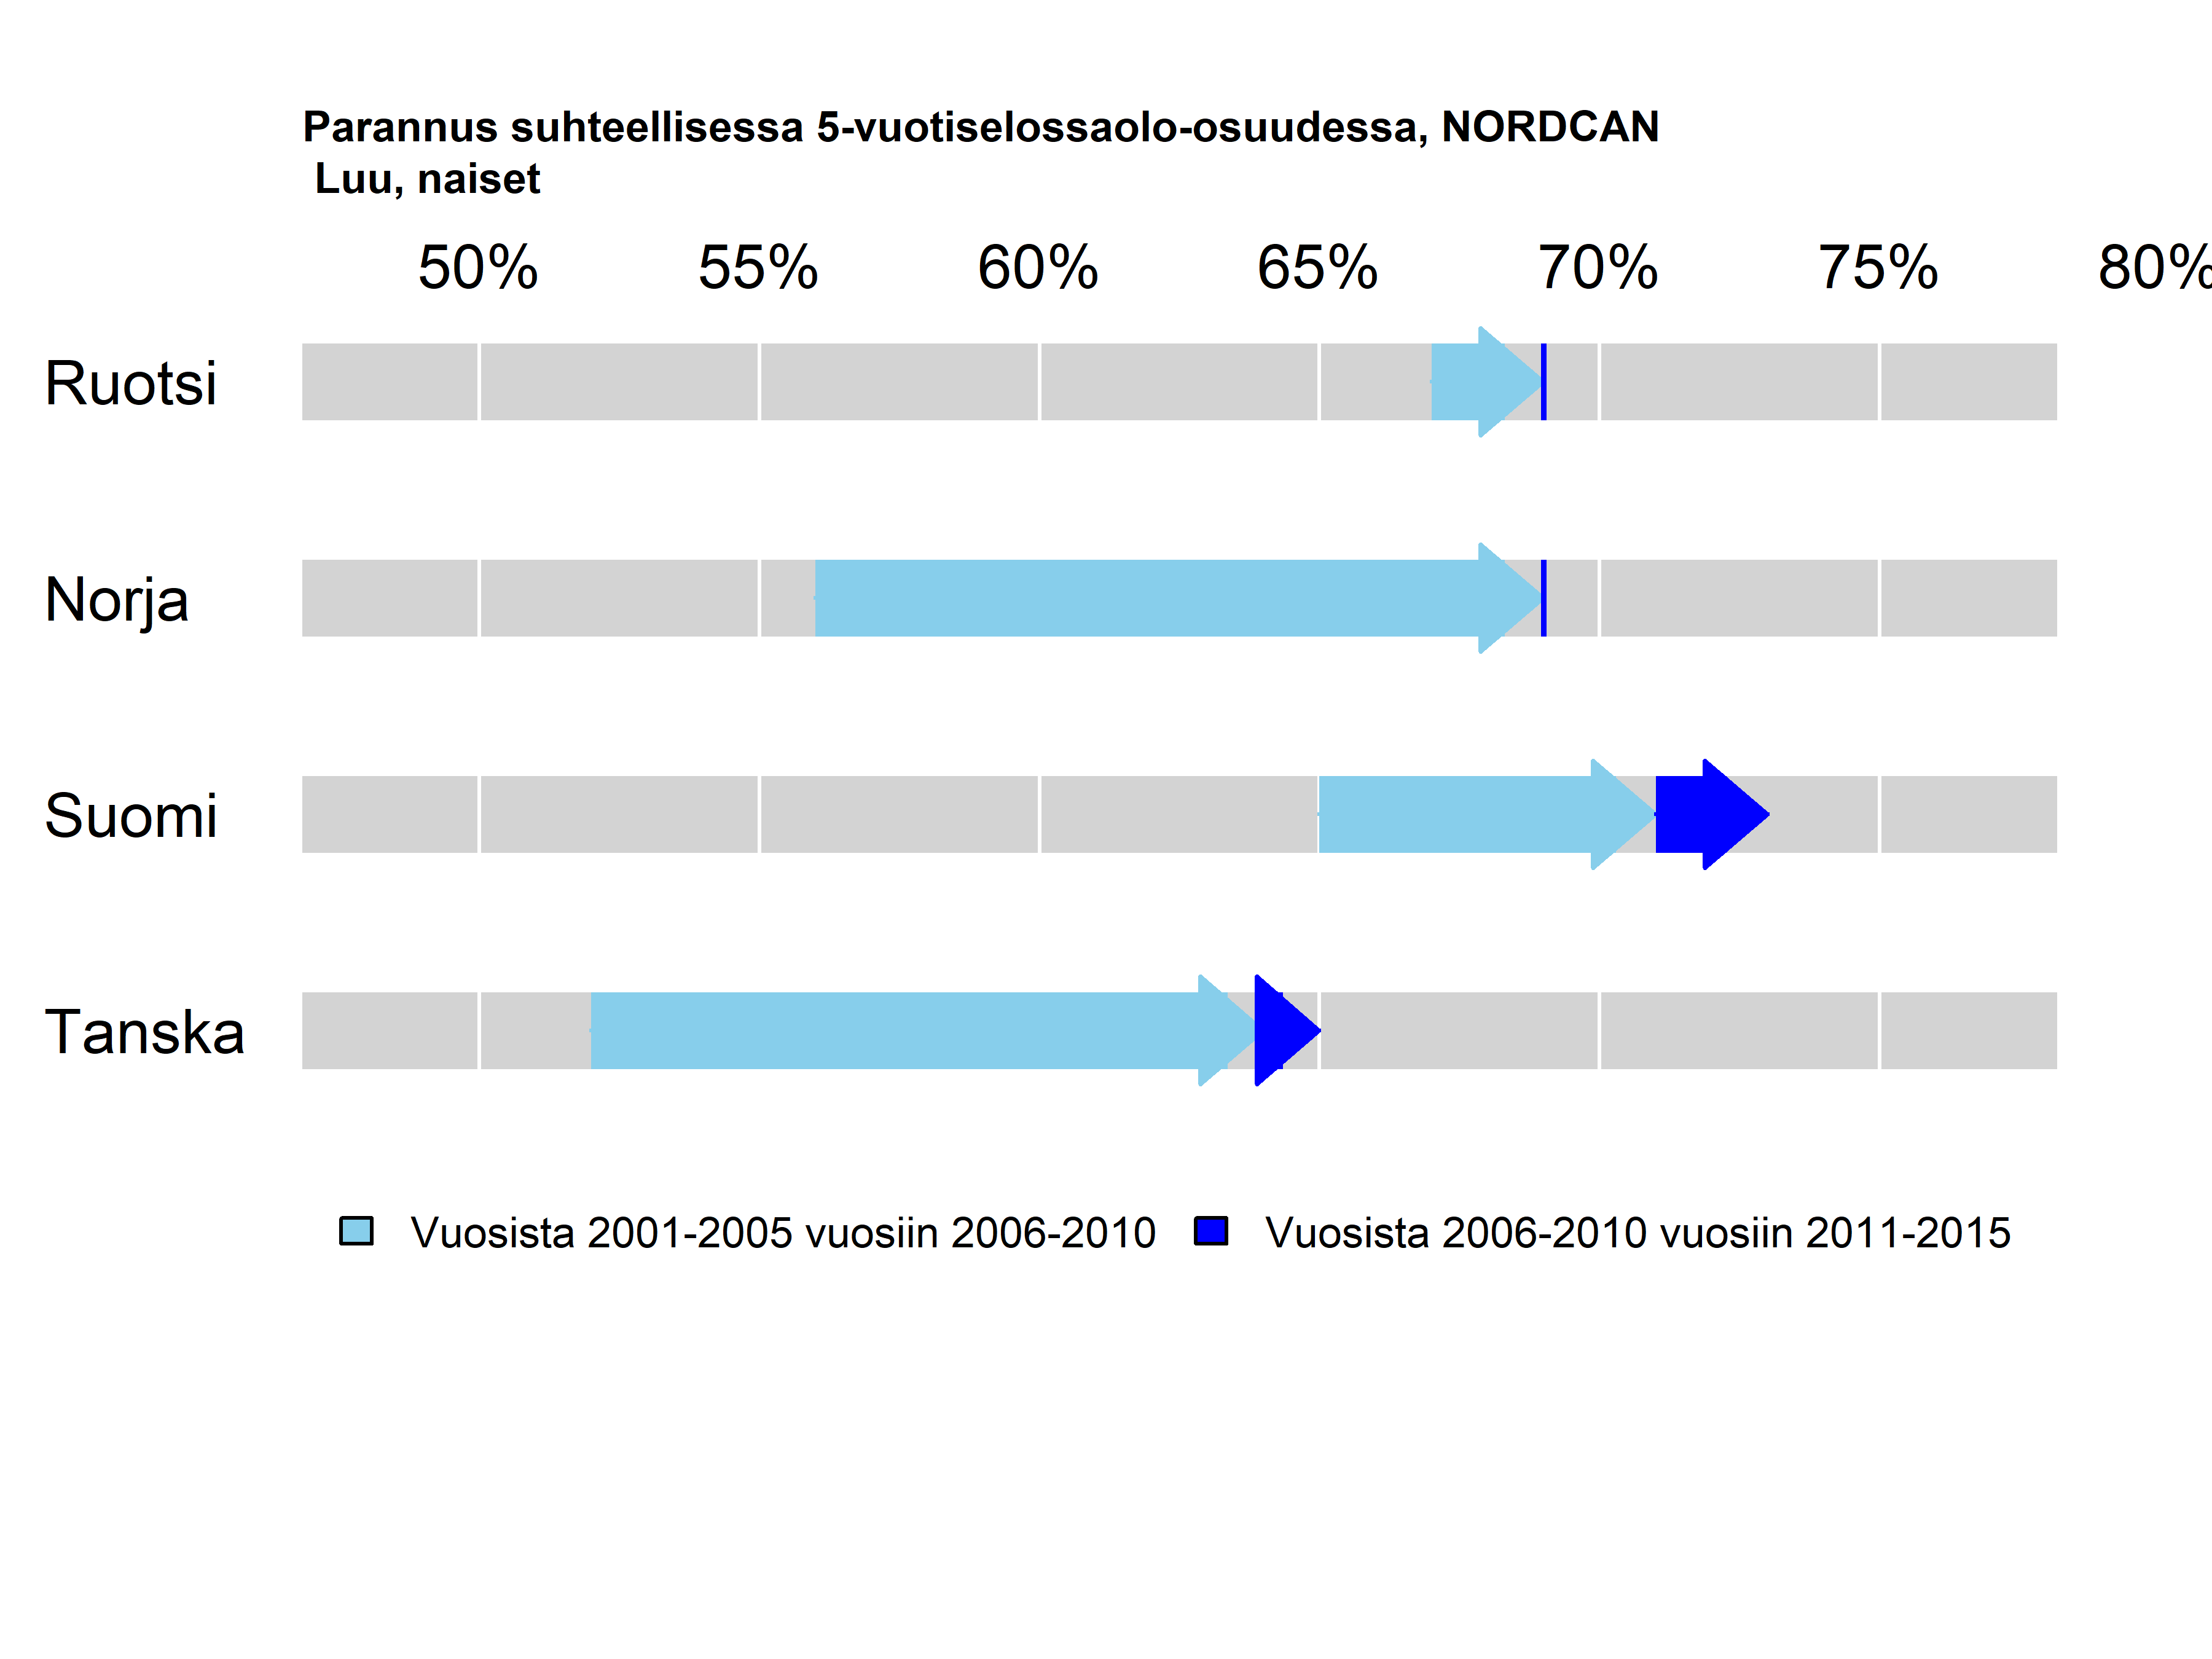 Parannus suhteellisessa 5-vuotiselossaolo-osuudessa, NORDCAN
Luu, naiset
50% 55% 60% 65% 70% 75% 80%
Ruotsi
Norja
Suomi
Tanska
Vuosista 2001-2005 vuosiin 2006-2010 Vuosista 2006-2010 vuosiin 2011-2015